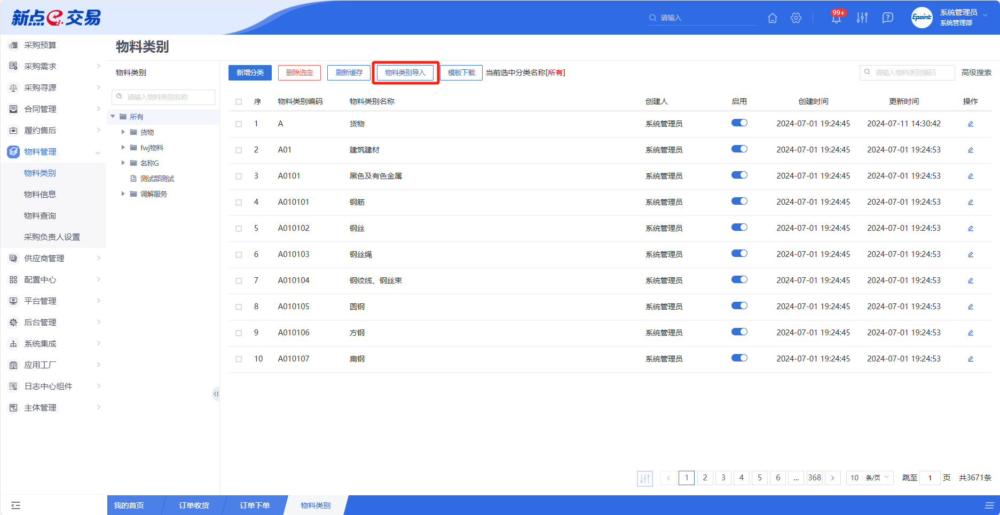 新点e交易
请输入
99+
Epoint
系统管理员
系统管理部
采购预算
采购需求
采购寻源
合同管理
履约售后
物料管理
物料类别
物料信息
物料查询
采购负责人设置
供应商管理
配置中心
平台管理
后台管理
系统集成
应用工厂
日志中心组件
主体管理
物料类别
物料类别
请输入物料类别名称
所有
货物
fwj物料
名称G
测试部测试
调解服务
新增分类 删除选定 刷新缓存 物料类别导入 模板下载 当前选中分类名称[所有]
请输入物料类别编码 高级搜索
序 物料类别编码 物料类别名称 创建人 启用 创建时间 更新时间 操作
1 A 货物 系统管理员 2024-07-01 19:24:45 2024-07-11 14:30:42
2 A01 建筑建材 系统管理员 2024-07-01 19:24:45 2024-07-01 19:24:53
3 A0101 黑色及有色金属 系统管理员 2024-07-01 19:24:45 2024-07-01 19:24:53
4 A010101 钢筋 系统管理员 2024-07-01 19:24:45 2024-07-01 19:24:53
5 A010102 钢丝 系统管理员 2024-07-01 19:24:45 2024-07-01 19:24:53
6 A010103 钢丝绳 系统管理员 2024-07-01 19:24:45 2024-07-01 19:24:53
7 A010104 钢绞线、钢丝束 系统管理员 2024-07-01 19:24:45 2024-07-01 19:24:53
8 A010105 圆钢 系统管理员 2024-07-01 19:24:45 2024-07-01 19:24:53
9 A010106 方钢 系统管理员 2024-07-01 19:24:45 2024-07-01 19:24:53
10 A010107 扁钢 系统管理员 2024-07-01 19:24:45 2024-07-01 19:24:53
1 2 3 4 5 6 ... 368 10 条/页 跳至 1 页 共3671条
我的首页 订单收货 订单下单 物料类别